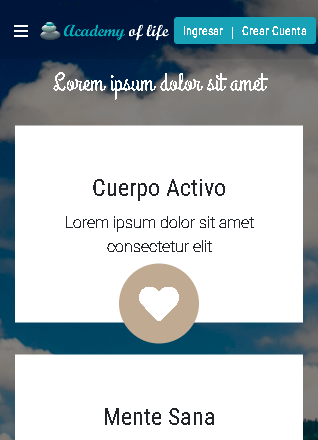 Academy of life
Ingresar | Crear Cuenta
Lorem ipsum dolor sit amet
Cuerpo Activo
Lorem ipsum dolor sit amet
consectetur elit
Mente Sana